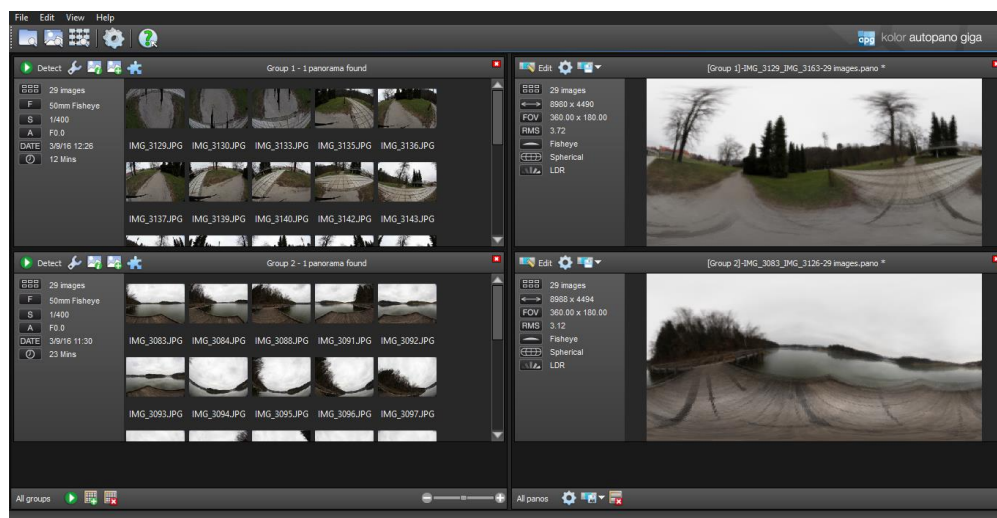 File Edit View Help
kolor autopano giga
Detect
Group 1 - 1 panorama found
29 images
F 50mm Fisheye
S 1/400
A F0.0
DATE 3/9/16 12:26
12 Mins
IMG_3129.JPG IMG_3130.JPG IMG_3133.JPG IMG_3135.JPG IMG_3136.JPG
IMG_3137.JPG IMG_3139.JPG IMG_3140.JPG IMG_3142.JPG IMG_3143.JPG
Edit
[Group 1]-IMG_3129_IMG_3163-29 images.pano *
29 images
8980 x 4490
FOV 360.00 x 180.00
RMS 3.72
Fisheye
Spherical
LDR
Detect
Group 2 - 1 panorama found
29 images
F 50mm Fisheye
S 1/400
A F0.0
DATE 3/9/16 11:30
23 Mins
IMG_3083.JPG IMG_3084.JPG IMG_3088.JPG IMG_3091.JPG IMG_3092.JPG
IMG_3093.JPG IMG_3094.JPG IMG_3095.JPG IMG_3096.JPG IMG_3097.JPG
Edit
[Group 2]-IMG_3083_IMG_3126-29 images.pano *
29 images
8988 x 4494
FOV 360.00 x 180.00
RMS 3.12
Fisheye
Spherical
LDR
All groups
All panos